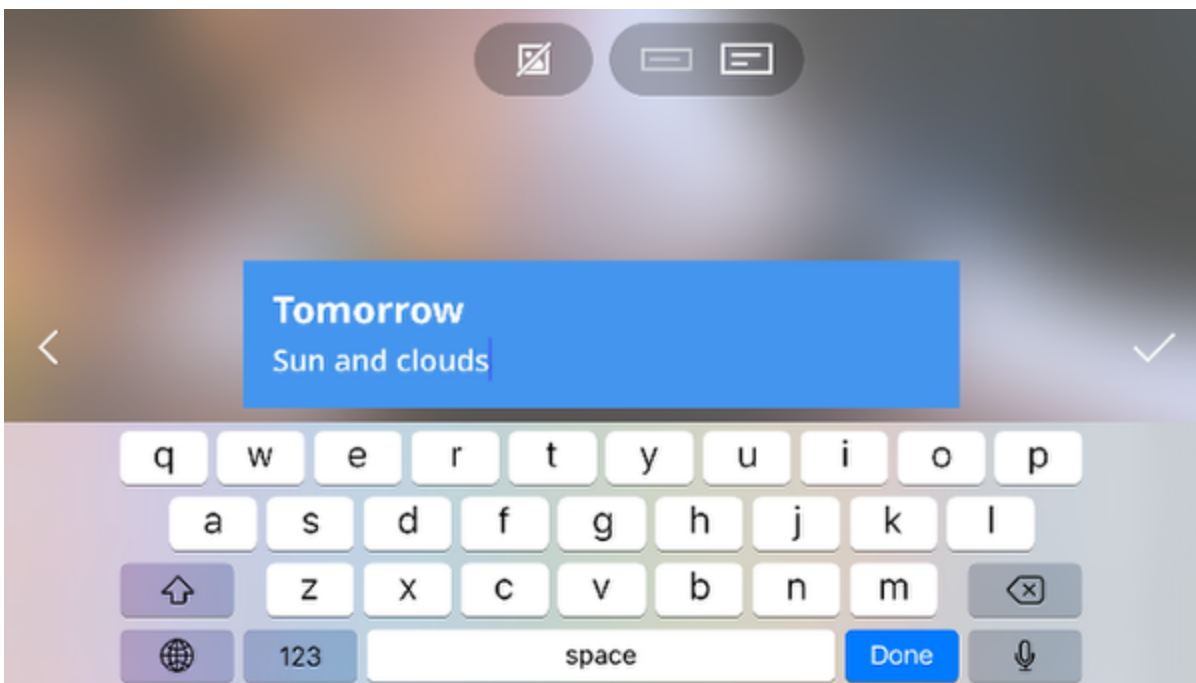 Tomorrow
Sun and clouds
q w e r t y u i o p
a s d f g h j k l
z x c v b n m
123 space Done